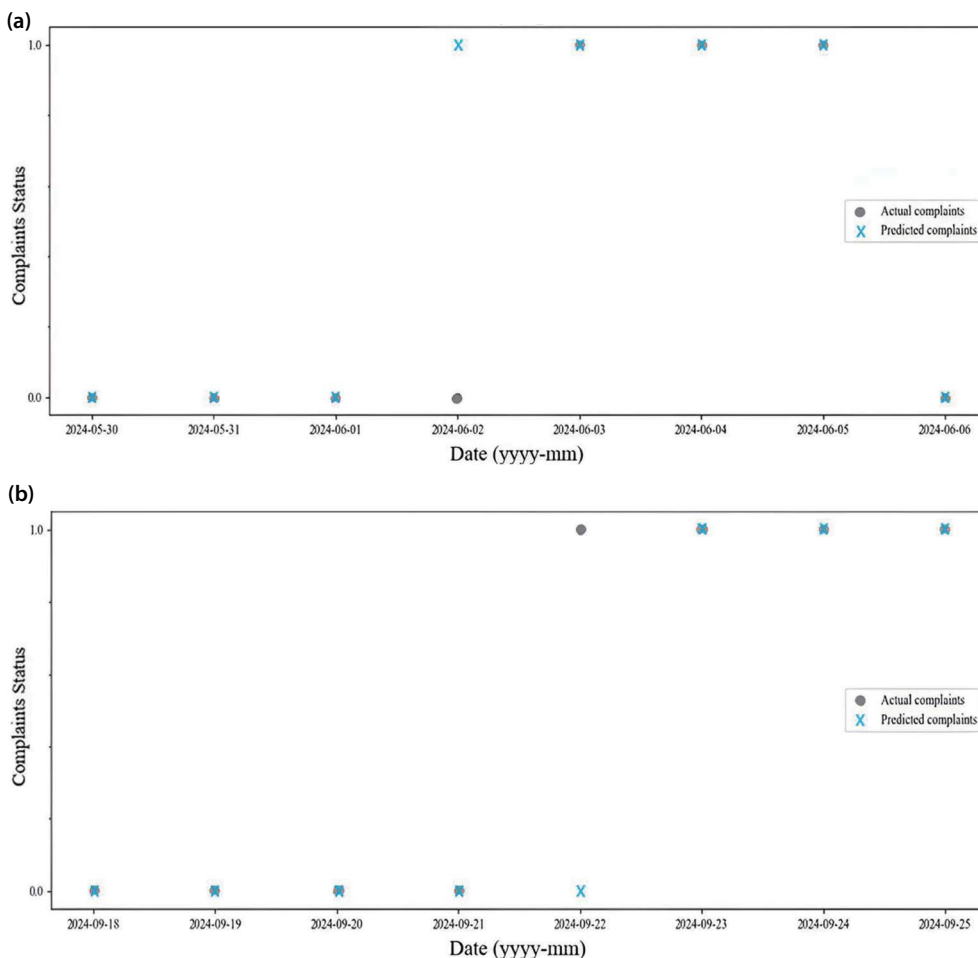 (a)
1.0
Complaints Status
Actual complaints
Predicted complaints
0.0
2024-05-30 2024-05-31 2024-06-01 2024-06-02 2024-06-03 2024-06-04 2024-06-05 2024-06-06
Date (yyyy-mm)
(b)
1.0
Complaints Status
Actual complaints
Predicted complaints
0.0
2024-09-18 2024-09-19 2024-09-20 2024-09-21 2024-09-22 2024-09-23 2024-09-24 2024-09-25
Date (yyyy-mm)